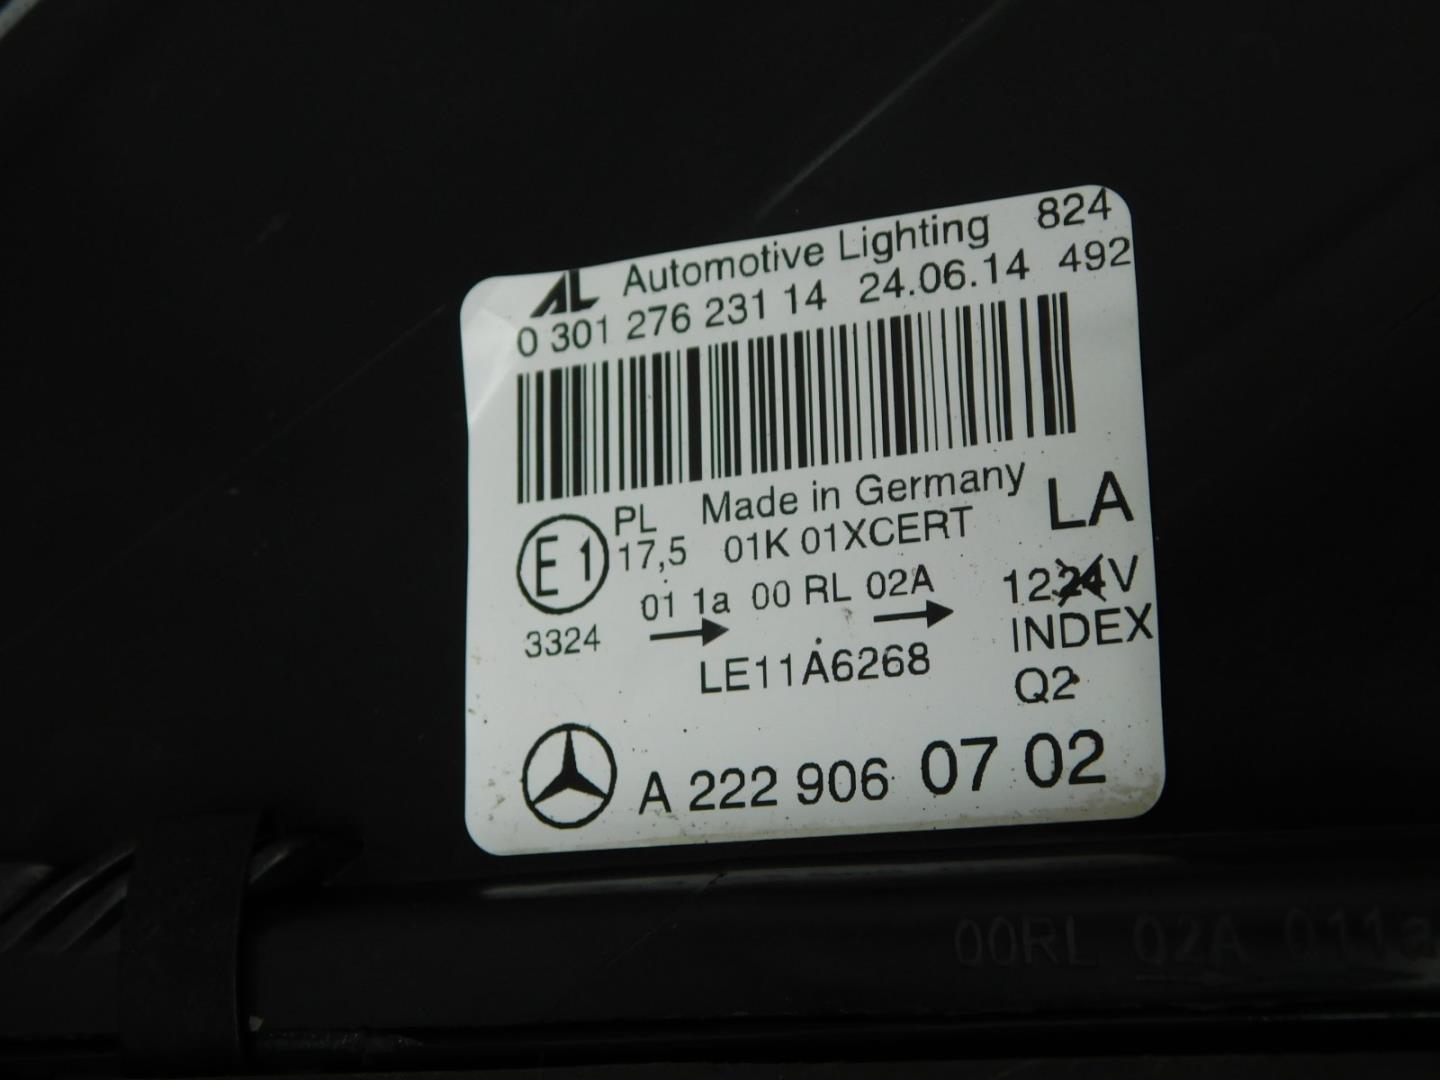 AL Automotive Lighting 824
0 301 276 231 14 24.06.14 492
Made in Germany LA
E1 PL 17,5 01K 01XCERT
01 1a 00 RL 02A 1224V
3324 LE11A6268 INDEX
Q2
A 222 906 07 02
00RL 02A 011a